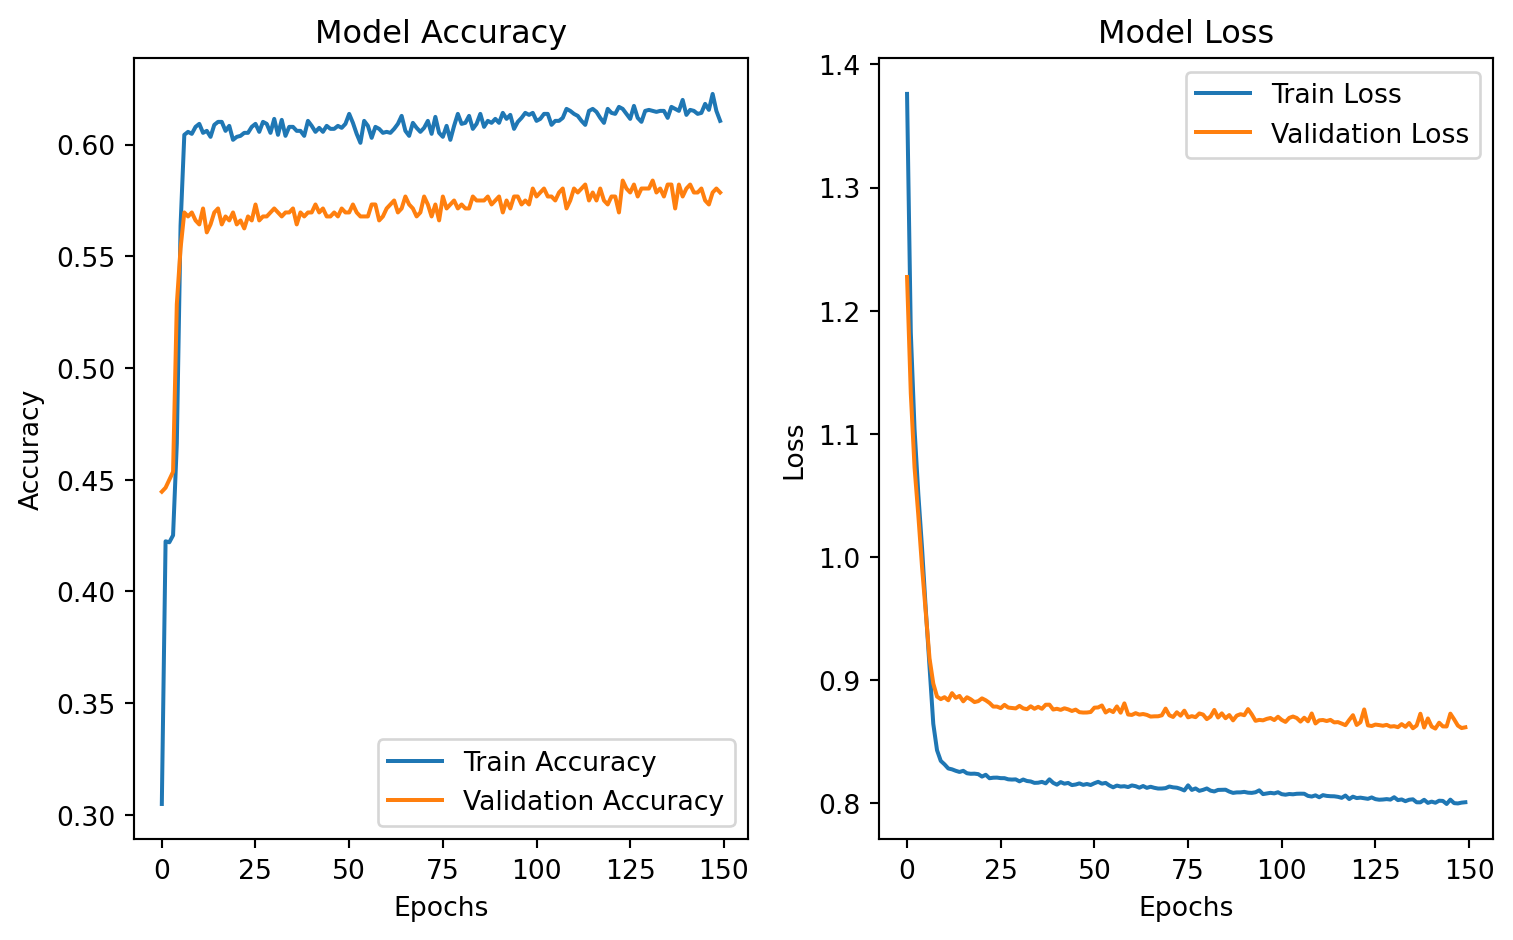 Model Accuracy
0.60
0.55
0.50
0.45
0.40
0.35
0.30
Accuracy
Train Accuracy
Validation Accuracy
0 25 50 75 100 125 150
Epochs
Model Loss
1.4
1.3
1.2
1.1
1.0
0.9
0.8
Loss
Train Loss
Validation Loss
0 25 50 75 100 125 150
Epochs